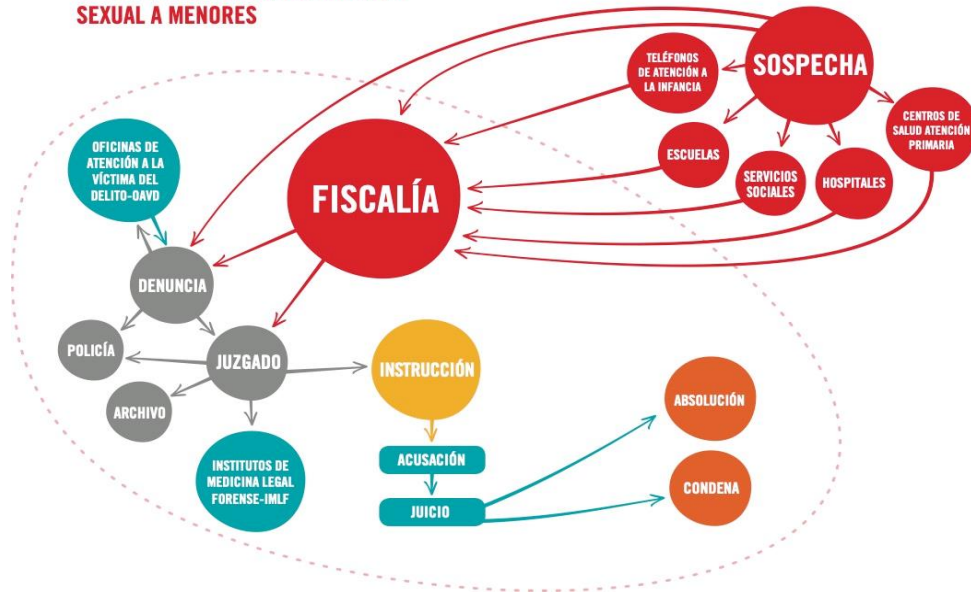 SEXUAL A MENORES
SOSPECHA
TELÉFONOS
DE ATENCIÓN A
LA INFANCIA
CENTROS DE
SALUD ATENCIÓN
PRIMARIA
ESCUELAS
SERVICIOS
SOCIALES
HOSPITALES
FISCALÍA
OFICINAS DE
ATENCIÓN A LA
VÍCTIMA DEL
DELITO-OAVD
DENUNCIA
POLICÍA
JUZGADO
ARCHIVO
INSTITUTOS DE
MEDICINA LEGAL
FORENSE-IMLF
INSTRUCCIÓN
ACUSACIÓN
JUICIO
ABSOLUCIÓN
CONDENA